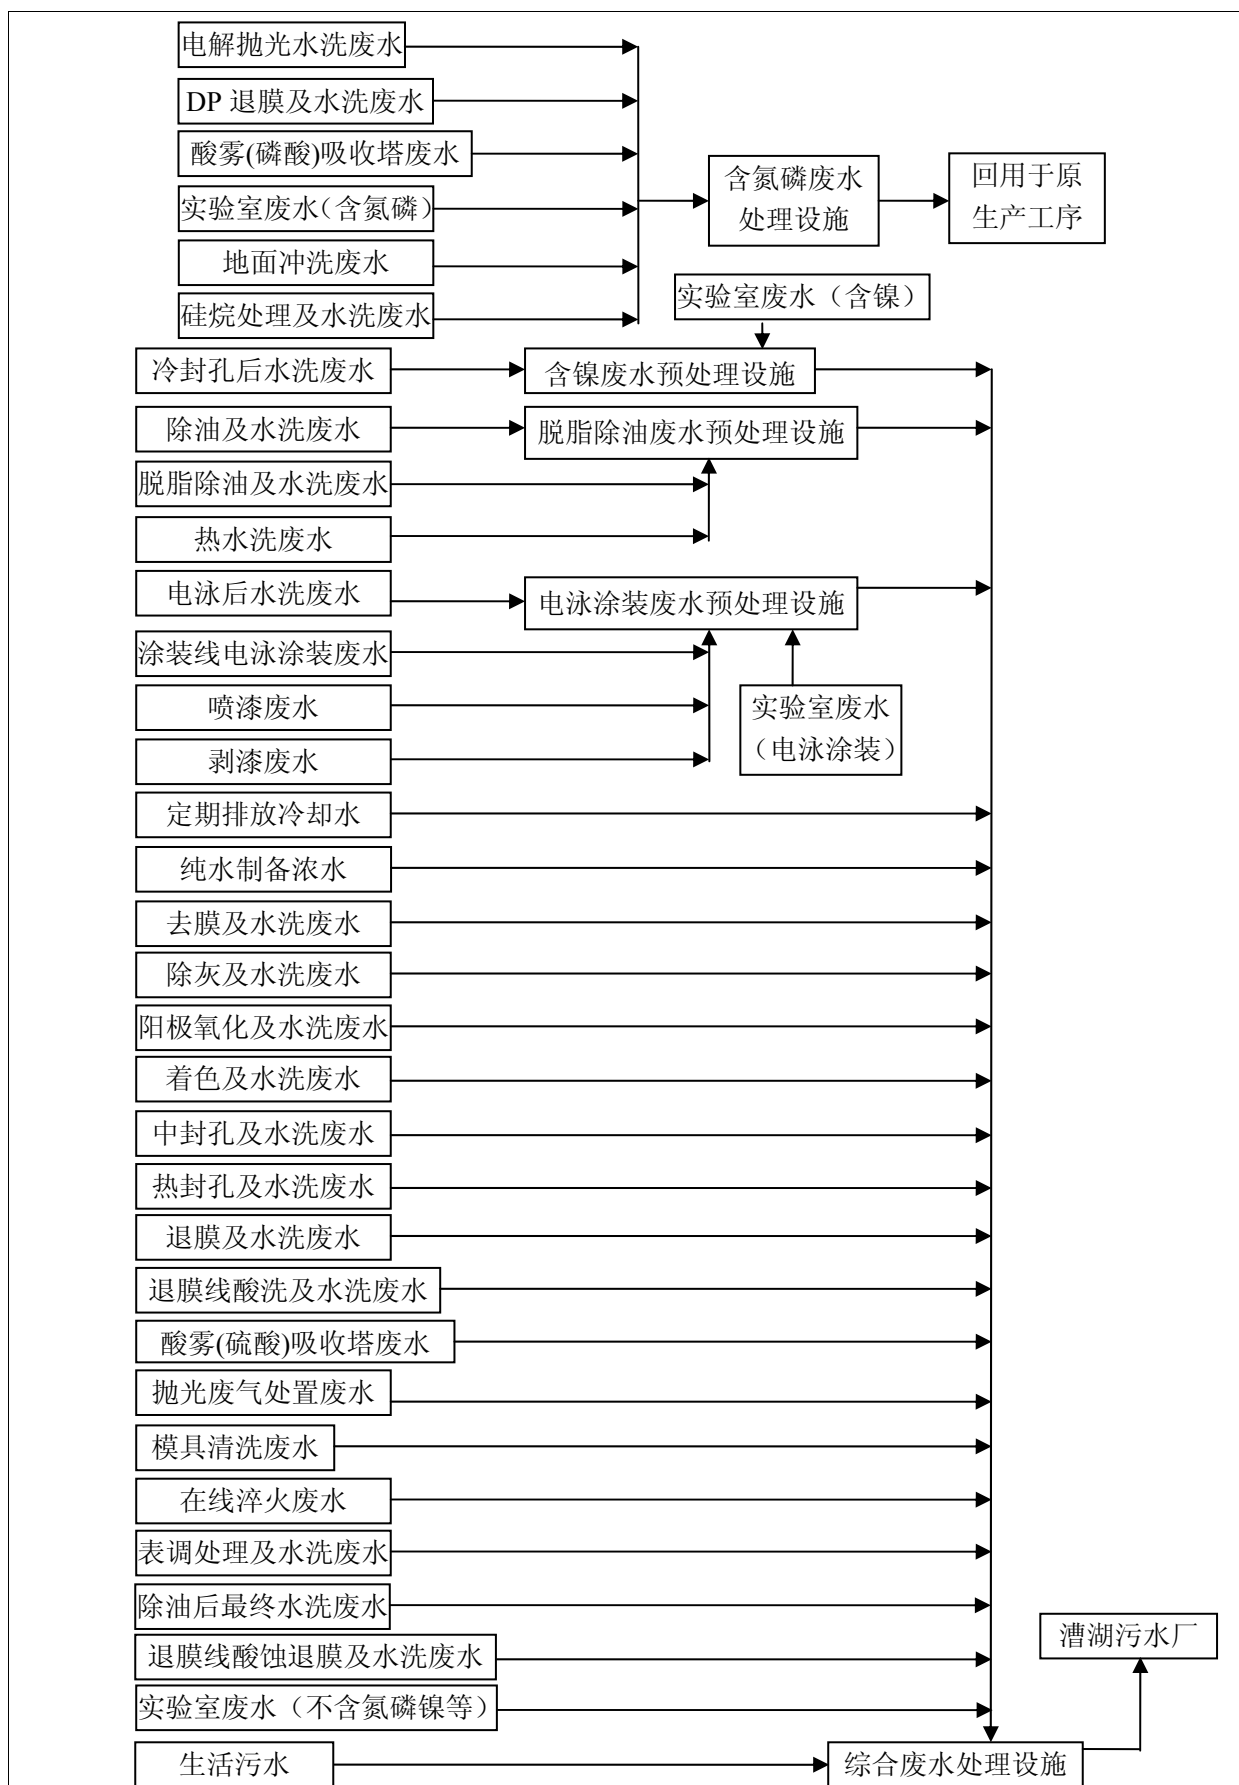 电解抛光水洗废水
DP 退膜及水洗废水
酸雾(磷酸)吸收塔废水
实验室废水（含氮磷）
地面冲洗废水
硅烷处理及水洗废水
含氮磷废水
处理设施
回用于原
生产工序
实验室废水（含镍）
冷封孔后水洗废水
含镍废水预处理设施
除油及水洗废水
脱脂除油废水预处理设施
脱脂除油及水洗废水
热水洗废水
电泳后水洗废水
电泳涂装废水预处理设施
涂装线电泳涂装废水
喷漆废水
剥漆废水
实验室废水
（电泳涂装）
定期排放冷却水
纯水制备浓水
去膜及水洗废水
除灰及水洗废水
阳极氧化及水洗废水
着色及水洗废水
中封孔及水洗废水
热封孔及水洗废水
退膜及水洗废水
退膜线酸洗及水洗废水
酸雾(硫酸)吸收塔废水
抛光废气处置废水
模具清洗废水
在线淬火废水
表调处理及水洗废水
除油后最终水洗废水
漕湖污水厂
退膜线酸蚀退膜及水洗废水
实验室废水（不含氮磷镍等）
生活污水
综合废水处理设施